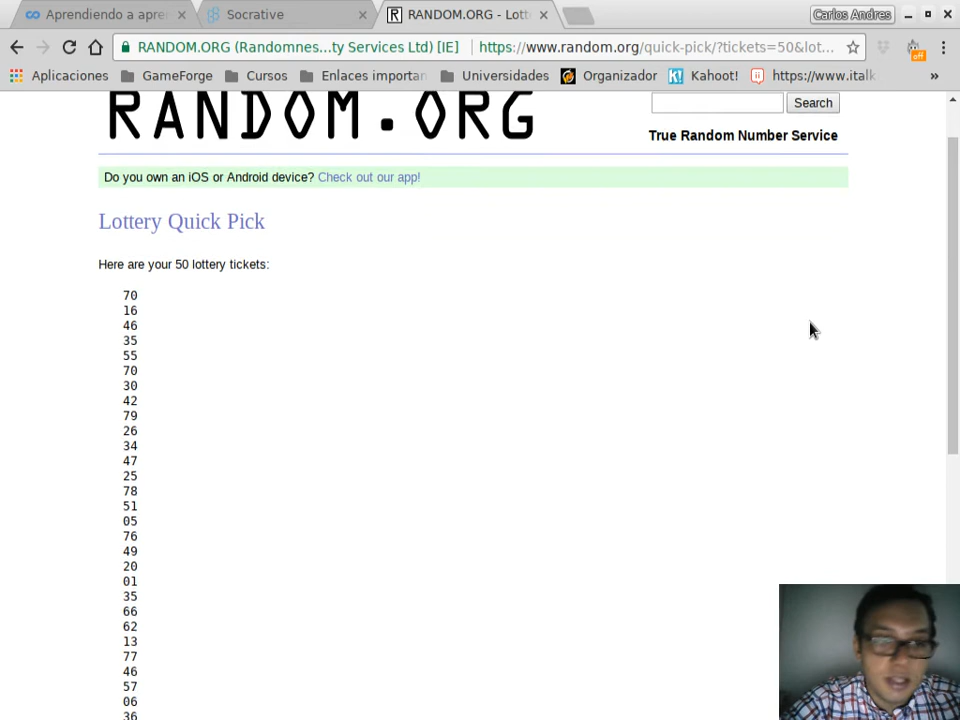 Aprendiendo a apre
Socrative
RANDOM.ORG - Lott
Carlos Andres
RANDOM.ORG (Randomnes...ty Services Ltd) [IE]
https://www.random.org/quick-pick/?tickets=50&lot...
off
Aplicaciones
GameForge
Cursos
Enlaces importan
Universidades
Organizador
Kahoot!
https://www.italk
»
RANDOM.ORG
Search
True Random Number Service
Do you own an iOS or Android device? Check out our app!
Lottery Quick Pick
Here are your 50 lottery tickets:
70
16
46
35
55
70
30
42
79
26
34
47
25
78
51
05
76
49
20
01
35
66
62
13
77
46
57
06
36